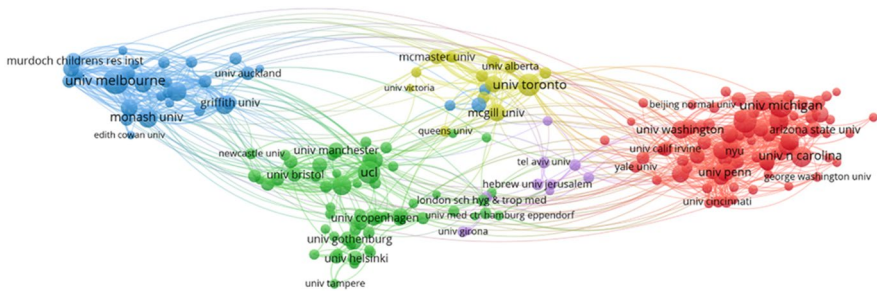 murdoch childrens res inst
univ melbourne
univ auckland
griffith univ
monash univ
edith cowan univ
mcmaster univ
univ alberta
univ victoria
univ toronto
mcgill univ
queens univ
beijing normal univ
univ michigan
univ washington
arizona state univ
univ calif irvine
nyu
univ n carolina
yale univ
univ penn
george washington univ
univ cincinnati
newcastle univ
univ manchester
univ bristol
ucl
tel aviv univ
hebrew univ jerusalem
london sch hyg & trop med
univ copenhagen
univ med ctr hamburg eppendorf
univ girona
univ gothenburg
univ helsinki
univ tampere